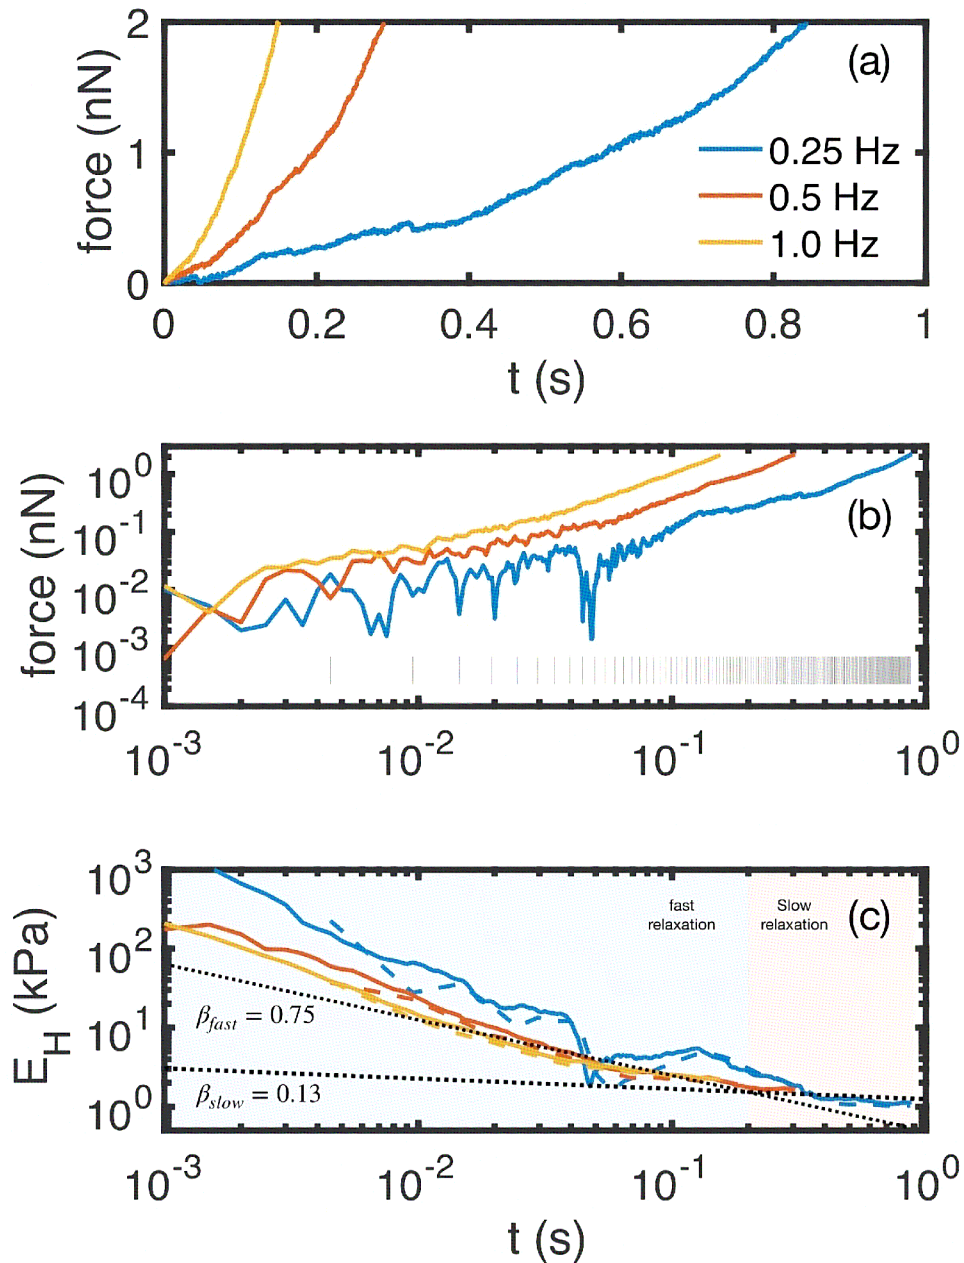 2
(a)
force (nN)
1
0.25 Hz
0.5 Hz
1.0 Hz
0
0 0.2 0.4 0.6 0.8 1
t (s)
10^0
(b)
force (nN)
10^-1
10^-2
10^-3
10^-4
10^-3 10^-2 10^-1 10^0
10^3
fast
relaxation
Slow
relaxation
(c)
E_H (kPa)
10^2
β_fast = 0.75
10^1
β_slow = 0.13
10^0
10^-3 10^-2 10^-1 10^0
t (s)